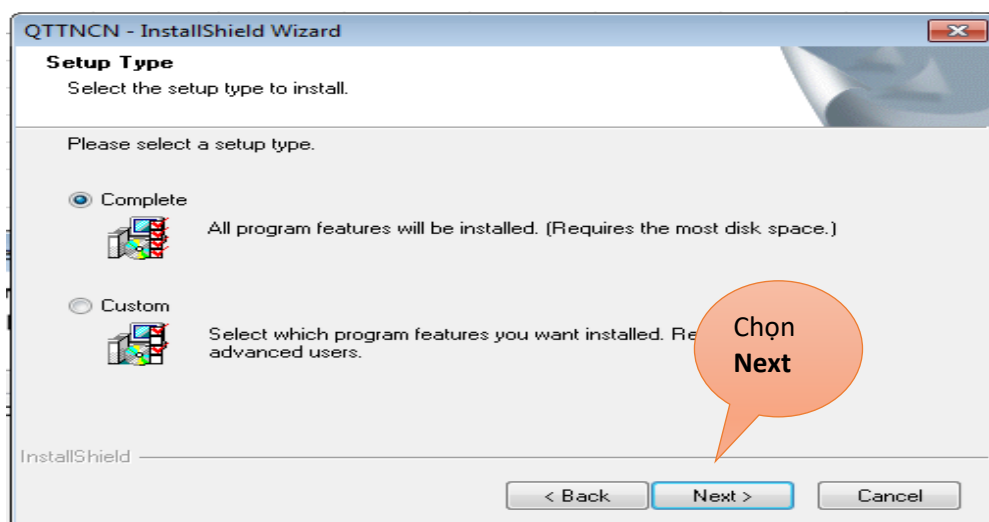 QTTNCN - InstallShield Wizard
Setup Type
Select the setup type to install.
Please select a setup type.
Complete
All program features will be installed. (Requires the most disk space.)
Custom
Select which program features you want installed.
advanced users.
Chọn
Next
InstallShield
< Back
Next >
Cancel